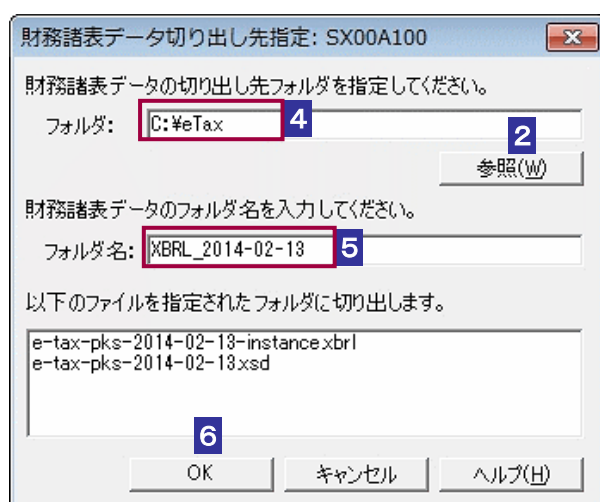 財務諸表データ切り出し先指定: SX00A100
財務諸表データの切り出し先フォルダを指定してください。
フォルダ: C:¥eTax 4
2
参照(W)
財務諸表データのフォルダ名を入力してください。
フォルダ名: XBRL_2014-02-13 5
以下のファイルを指定されたフォルダに切り出します。
e-tax-pks-2014-02-13-instance.xbrl
e-tax-pks-2014-02-13.xsd
6
OK キャンセル ヘルプ(H)